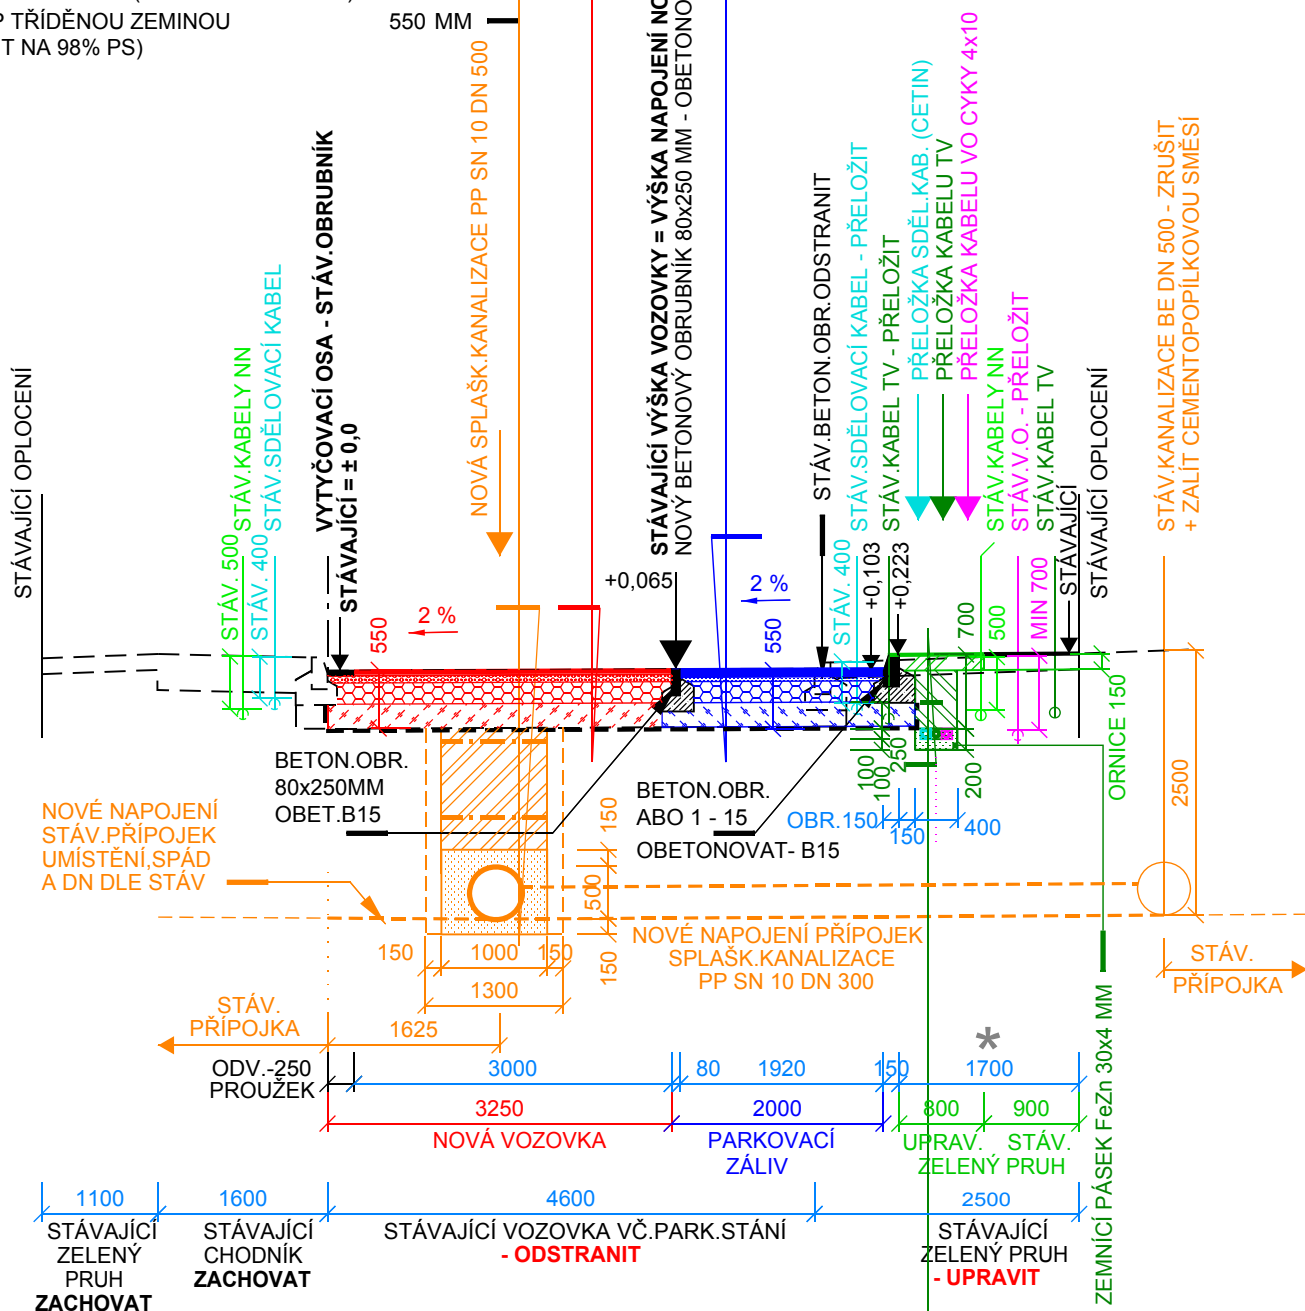 P TŘÍDĚNOU ZEMINOU
T NA 98% PS)
550 MM
STÁVAJÍCÍ OPLOCENÍ
STÁV.KABELY NN
STÁV. 500
STÁV.SDĚLOVACÍ KABEL
STÁV. 400
VYTYČOVACÍ OSA - STÁV.OBRUBNÍK
STÁVAJÍCÍ = ± 0,0
NOVÁ SPLAŠK.KANALIZACE PP SN 10 DN 500
STÁVAJÍCÍ VÝŠKA VOZOVKY = VÝŠKA NAPOJENÍ NO
NOVÝ BETONOVÝ OBRUBNÍK 80x250 MM - OBETONO
STÁV.BETON.OBR.ODSTRANIT
STÁV.SDĚLOVACÍ KABEL - PŘELOŽIT
STÁV. 400
STÁV.KABEL TV - PŘELOŽIT
PŘELOŽKA SDĚL.KAB. (CETIN)
PŘELOŽKA KABELU TV
PŘELOŽKA KABELU VO CYKY 4x10
STÁV.KABELY NN
STÁV.V.O. - PŘELOŽIT
STÁV.KABEL TV
STÁVAJÍCÍ
STÁVAJÍCÍ OPLOCENÍ
STÁV.KANALIZACE BE DN 500 - ZRUŠIT
+ ZALÍT CEMENTOPOPÍLKOVOU SMĚSÍ
+0,065
+0,103
+0,223
2 %
2 %
550
550
700
500
MIN 700
ORNICE 150
2500
100
100
250
200
OBR.150
150
400
BETON.OBR.
80x250MM
OBET.B15
BETON.OBR.
ABO 1 - 15
OBETONOVAT- B15
NOVÉ NAPOJENÍ
STÁV.PŘÍPOJEK
UMÍSTĚNÍ,SPÁD
A DN DLE STÁV
150
500
150
150
1000
150
1300
NOVÉ NAPOJENÍ PŘÍPOJEK
SPLAŠK.KANALIZACE
PP SN 10 DN 300
STÁV.
PŘÍPOJKA
STÁV.
PŘÍPOJKA
1625
ZEMNÍCÍ PÁSEK FeZn 30x4 MM
*
ODV.-250
PROUŽEK
3000
80
1920
150
1700
3250
2000
800
900
NOVÁ VOZOVKA
PARKOVACÍ
ZÁLIV
UPRAV. STÁV.
ZELENÝ PRUH
1100
1600
4600
2500
STÁVAJÍCÍ
ZELENÝ
PRUH
ZACHOVAT
STÁVAJÍCÍ
CHODNÍK
ZACHOVAT
STÁVAJÍCÍ VOZOVKA VČ.PARK.STÁNÍ
- ODSTRANIT
STÁVAJÍCÍ
ZELENÝ PRUH
- UPRAVIT